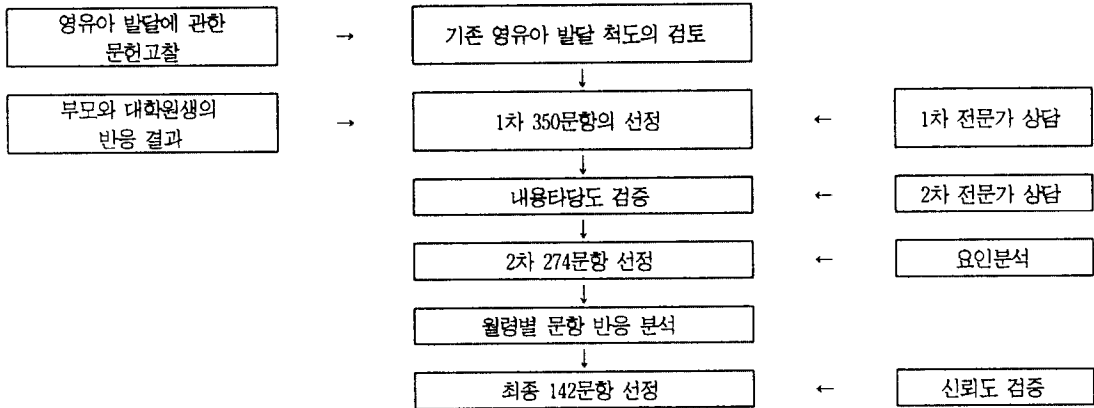 영유아 발달에 관한
문헌고찰
→
기존 영유아 발달 척도의 검토
↓
부모와 대학원생의
반응 결과
→
1차 350문항의 선정
←
1차 전문가 상담
↓
내용타당도 검증
←
2차 전문가 상담
↓
2차 274문항 선정
←
요인분석
↓
월령별 문항 반응 분석
↓
최종 142문항 선정
←
신뢰도 검증